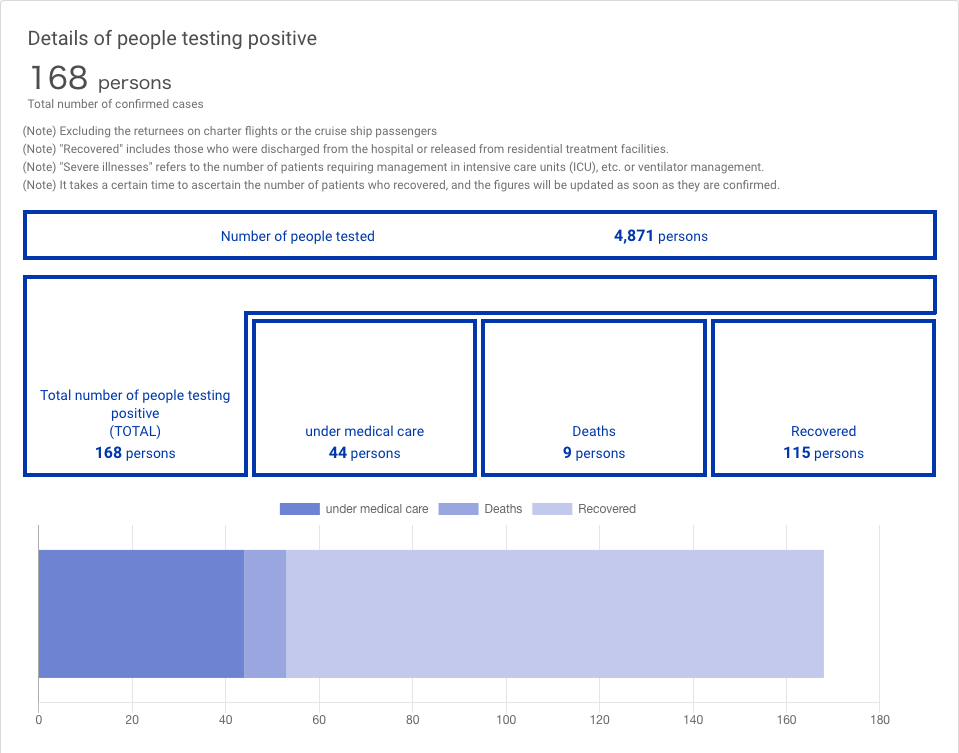 Details of people testing positive
168 persons
Total number of confirmed cases
(Note) Excluding the returnees on charter flights or the cruise ship passengers
(Note) "Recovered" includes those who were discharged from the hospital or released from residential treatment facilities.
(Note) "Severe illnesses" refers to the number of patients requiring management in intensive care units (ICU), etc. or ventilator management.
(Note) It takes a certain time to ascertain the number of patients who recovered, and the figures will be updated as soon as they are confirmed.
Number of people tested 4,871 persons
Total number of people testing
positive
(TOTAL)
168 persons
under medical care
44 persons
Deaths
9 persons
Recovered
115 persons
under medical care Deaths Recovered
0 20 40 60 80 100 120 140 160 180